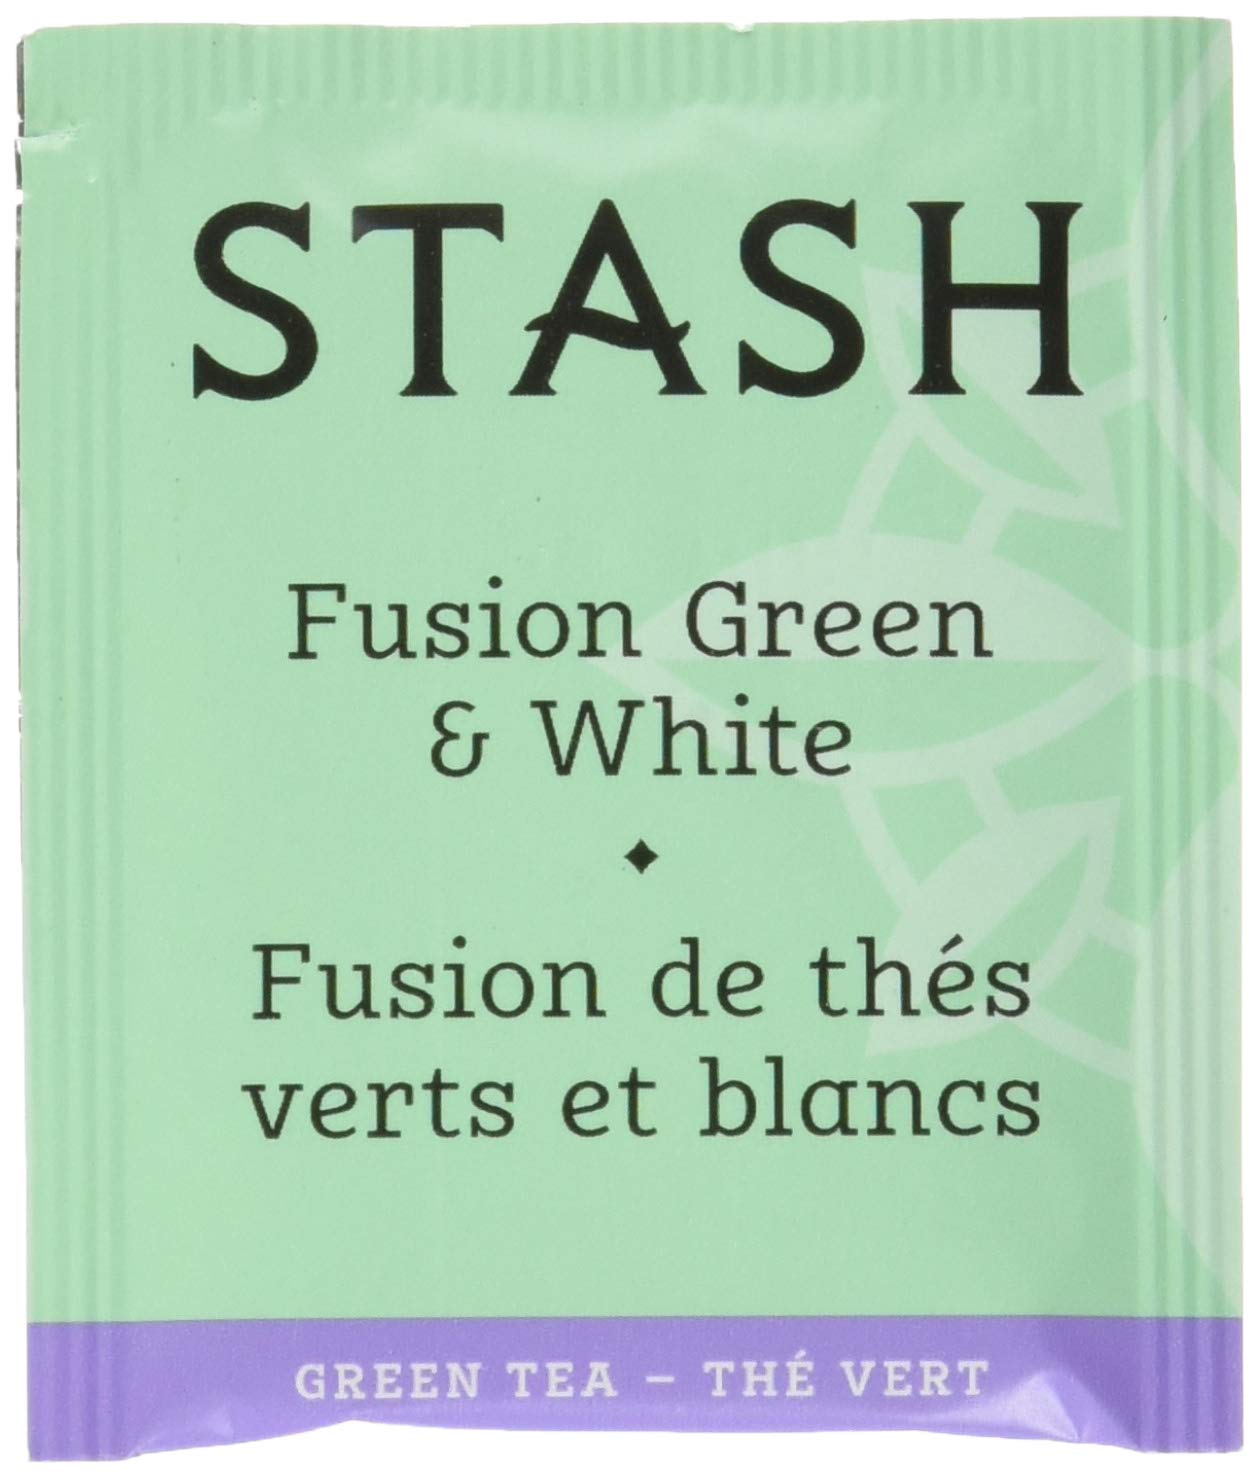 STASH
Fusion Green
& White
Fusion de thés
verts et blancs
GREEN TEA – THÉ VERT